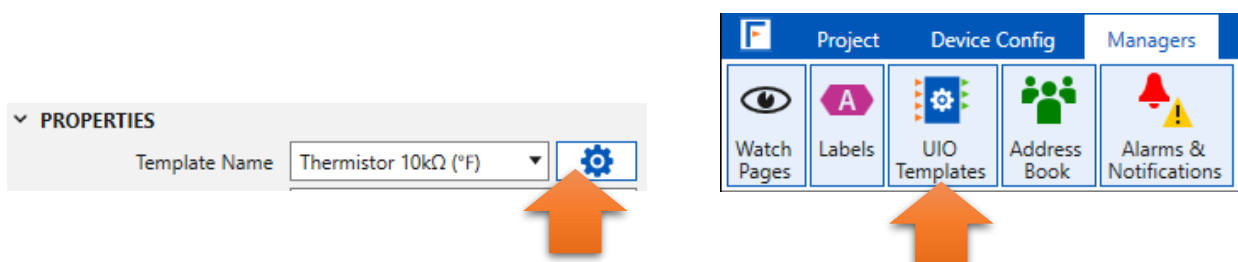 PROPERTIES
Template Name Thermistor 10kΩ (°F)
F Project Device Config Managers
A
Watch Pages Labels UIO Templates Address Book Alarms & Notifications